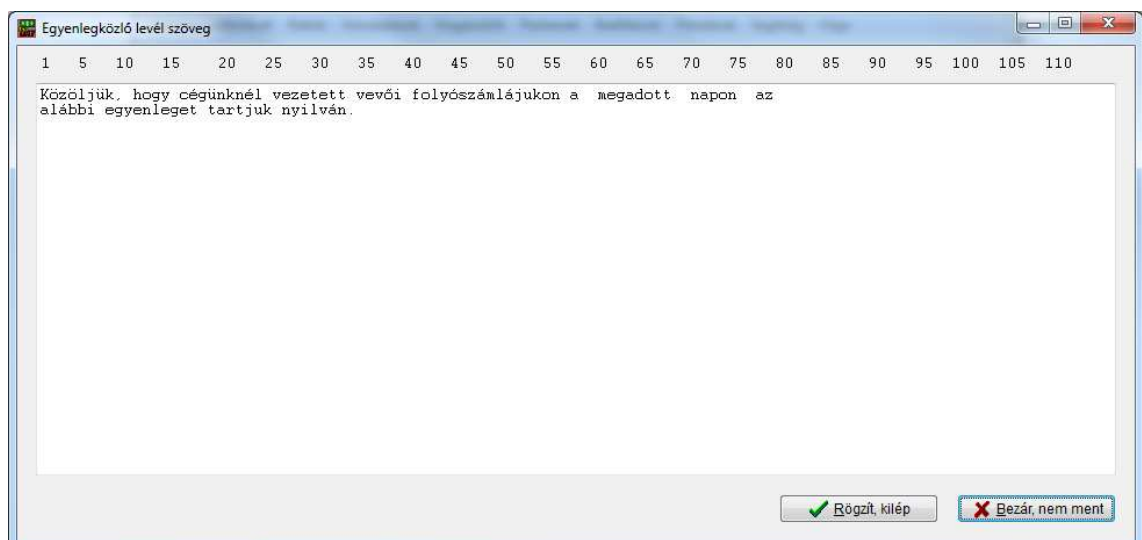 Egyenlegközlő levél szöveg
1 5 10 15 20 25 30 35 40 45 50 55 60 65 70 75 80 85 90 95 100 105 110
Közöljük, hogy cégünknél vezetett vevői folyószámlájukon a  megadott  napon  az
alábbi egyenleget tartjuk nyilván.
Rögzít, kilép Bezár, nem ment